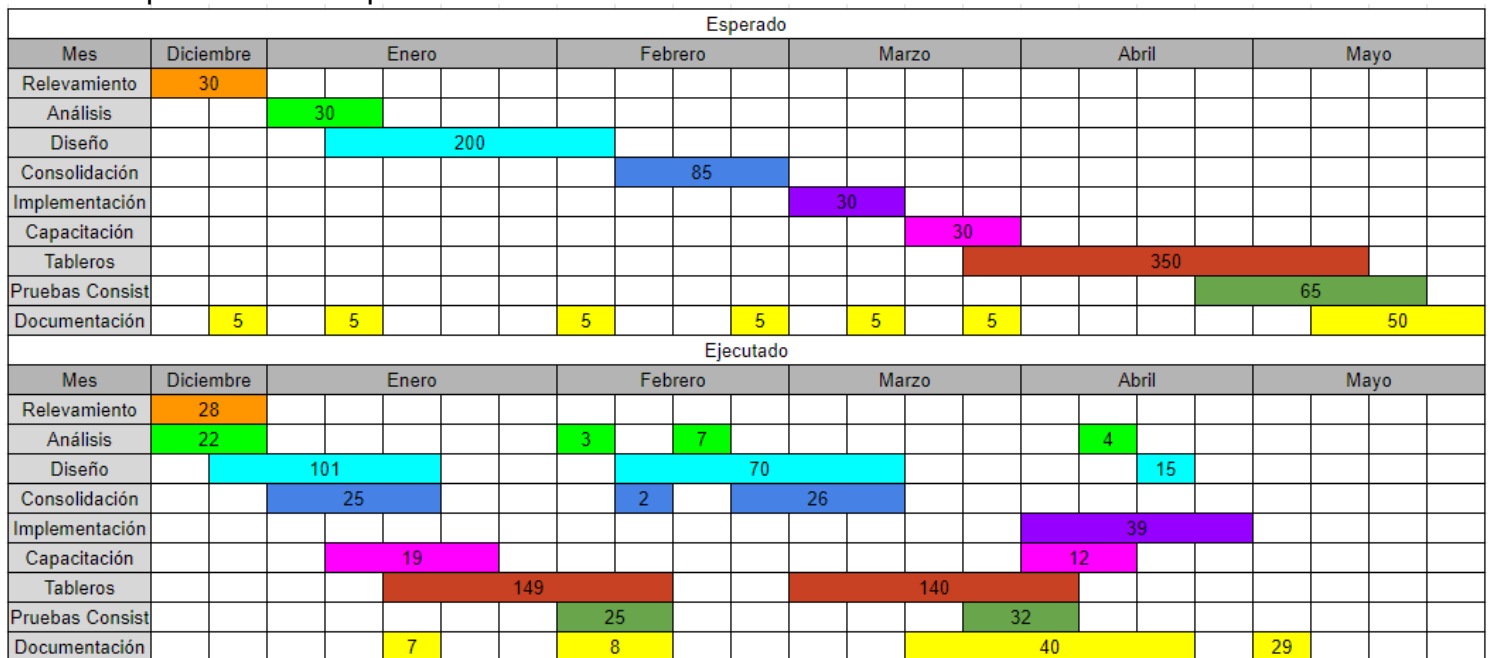 Esperado
Mes Diciembre Enero Febrero Marzo Abril Mayo
Relevamiento 30
Análisis 30
Diseño 200
Consolidación 85
Implementación 30
Capacitación 30
Tableros 350
Pruebas Consist 65
Documentación 5 5 5 5 5 5 50
Ejecutado
Mes Diciembre Enero Febrero Marzo Abril Mayo
Relevamiento 28
Análisis 22 3 7 4
Diseño 101 70 15
Consolidación 25 2 26
Implementación 39
Capacitación 19 12
Tableros 149 140
Pruebas Consist 25 32
Documentación 7 8 40 29